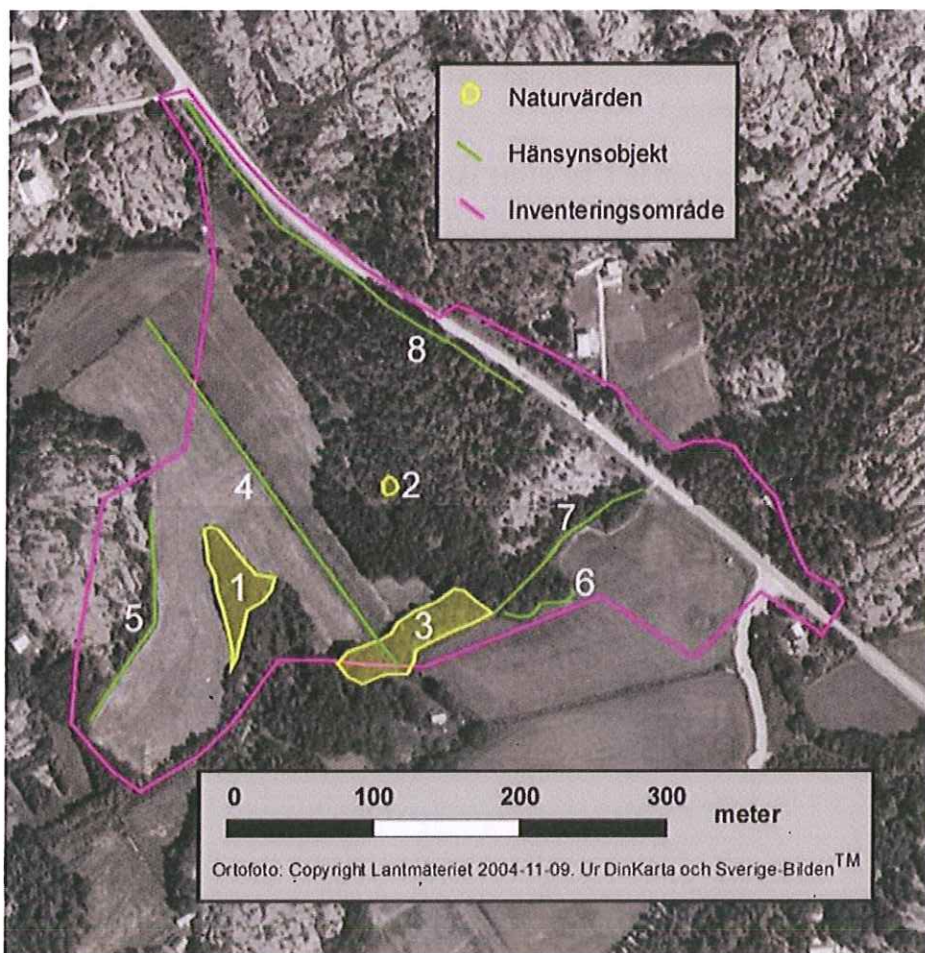 Naturvärden
Hänsynsobjekt
Inventeringsområde
8
4
2
7
1
6
5
3
0 100 200 300
meter
Ortofoto: Copyright Lantmäteriet 2004-11-09. Ur DinKarta och Sverige-Bilden™